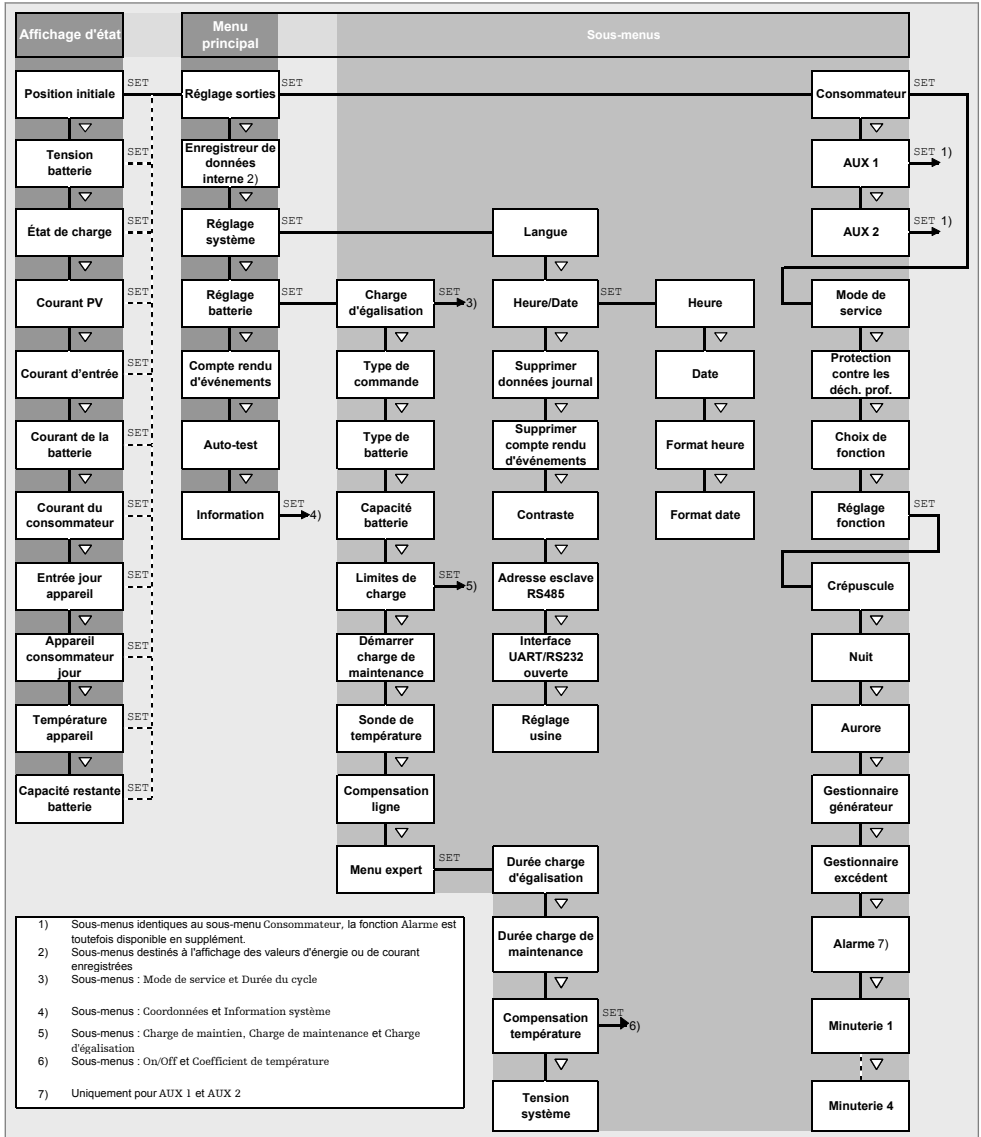 Affichage d'état
Menu
principal
Sous-menus
Position initiale
SET
Réglage sorties
SET
Consommateur
SET
Tension
batterie
SET
Enregistreur de
données
interne 2)
AUX 1
SET 1)
État de charge
SET
Réglage
système
SET
Langue
AUX 2
SET 1)
Courant PV
SET
Réglage
batterie
SET
Charge
d'égalisation
SET
3)
Heure/Date
SET
Heure
Mode de
service
Courant d'entrée
SET
Compte rendu
d'événements
Type de
commande
Supprimer
données journal
Date
Protection
contre les
déch. prof.
Courant de la
batterie
SET
Auto-test
Type de
batterie
Supprimer
compte rendu
d'événements
Format heure
Choix de
fonction
Courant du
consommateur
SET
Information
SET
4)
Capacité
batterie
Contraste
Format date
Réglage
fonction
SET
Entrée jour
appareil
SET
Limites de
charge
SET
5)
Adresse esclave
RS485
Crépuscule
Appareil
consommateur
jour
SET
Démarrer
charge de
maintenance
Interface
UART/RS232
ouverte
Nuit
Température
appareil
SET
Sonde de
température
Réglage
usine
Aurore
Capacité restante
batterie
SET
Compensation
ligne
Gestionnaire
générateur
Menu expert
SET
Durée charge
d'égalisation
Gestionnaire
excédent
Durée charge de
maintenance
Alarme 7)
Compensation
température
SET
6)
Minuterie 1
Tension
système
Minuterie 4
1) Sous-menus identiques au sous-menu Consommateur, la fonction Alarme est
toutefois disponible en supplément.
2) Sous-menus destinés à l'affichage des valeurs d'énergie ou de courant
enregistrées
3) Sous-menus : Mode de service et Durée du cycle
4) Sous-menus : Coordonnées et Information système
5) Sous-menus : Charge de maintien, Charge de maintenance et Charge
d'égalisation
6) Sous-menus : On/Off et Coefficient de température
7) Uniquement pour AUX 1 et AUX 2